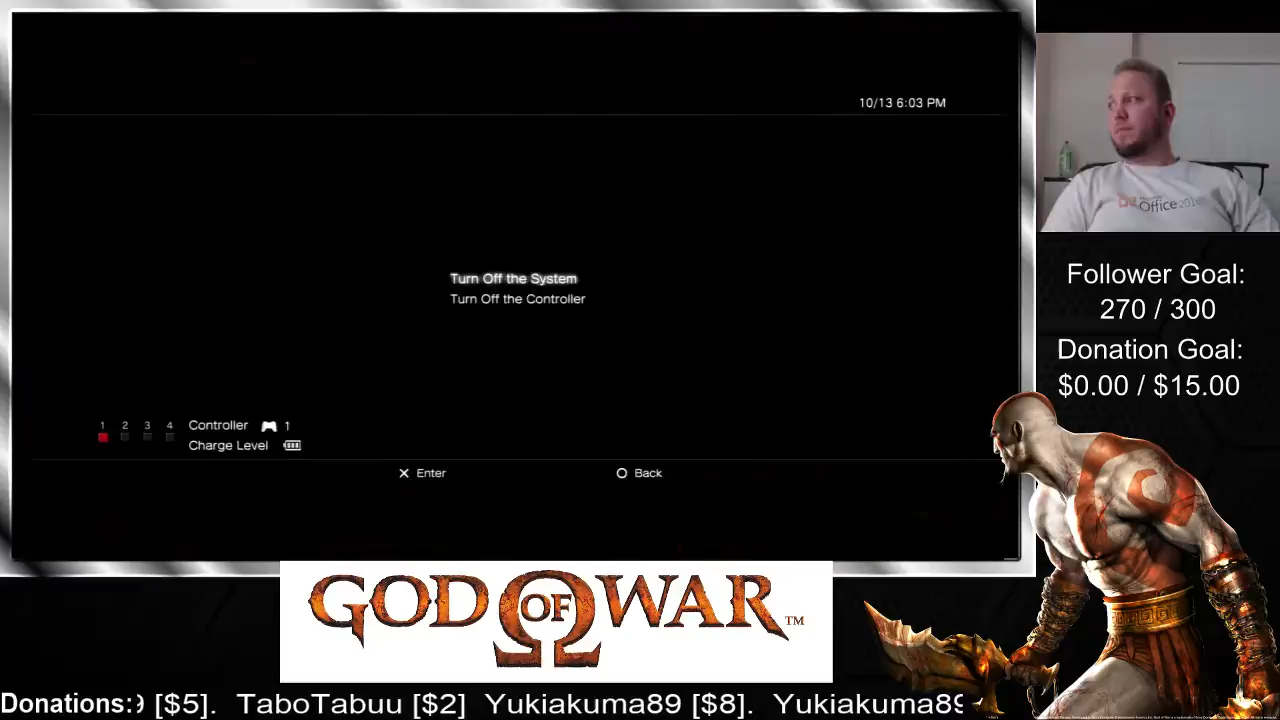 10/13 6:03 PM
Turn Off the System
Turn Off the Controller
1 2 3 4 Controller 1
Charge Level
X Enter
O Back
Office
Follower Goal:
270 / 300
Donation Goal:
$0.00 / $15.00
GOD OF WAR™
Donations: [$5]. TaboTabuu [$2] Yukiakuma89 [$8]. Yukiakuma89